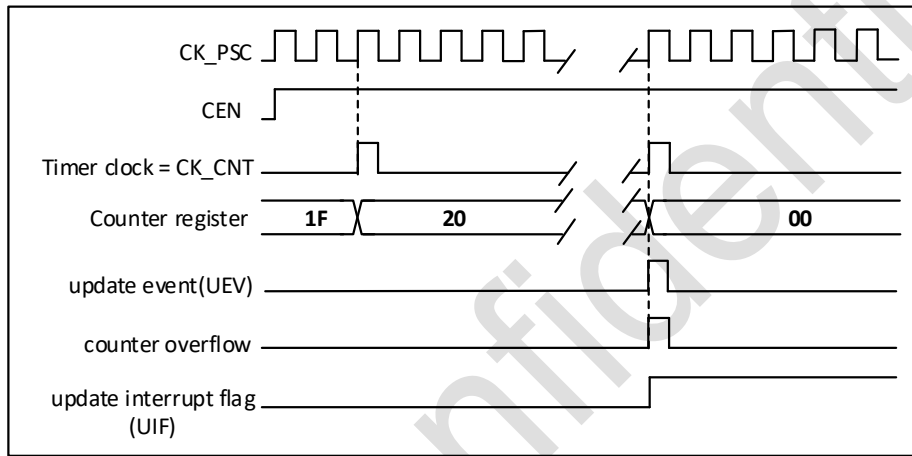 CK_PSC
CEN
Timer clock = CK_CNT
Counter register
1F
20
00
update event(UEV)
counter overflow
update interrupt flag
(UIF)
nfidenti